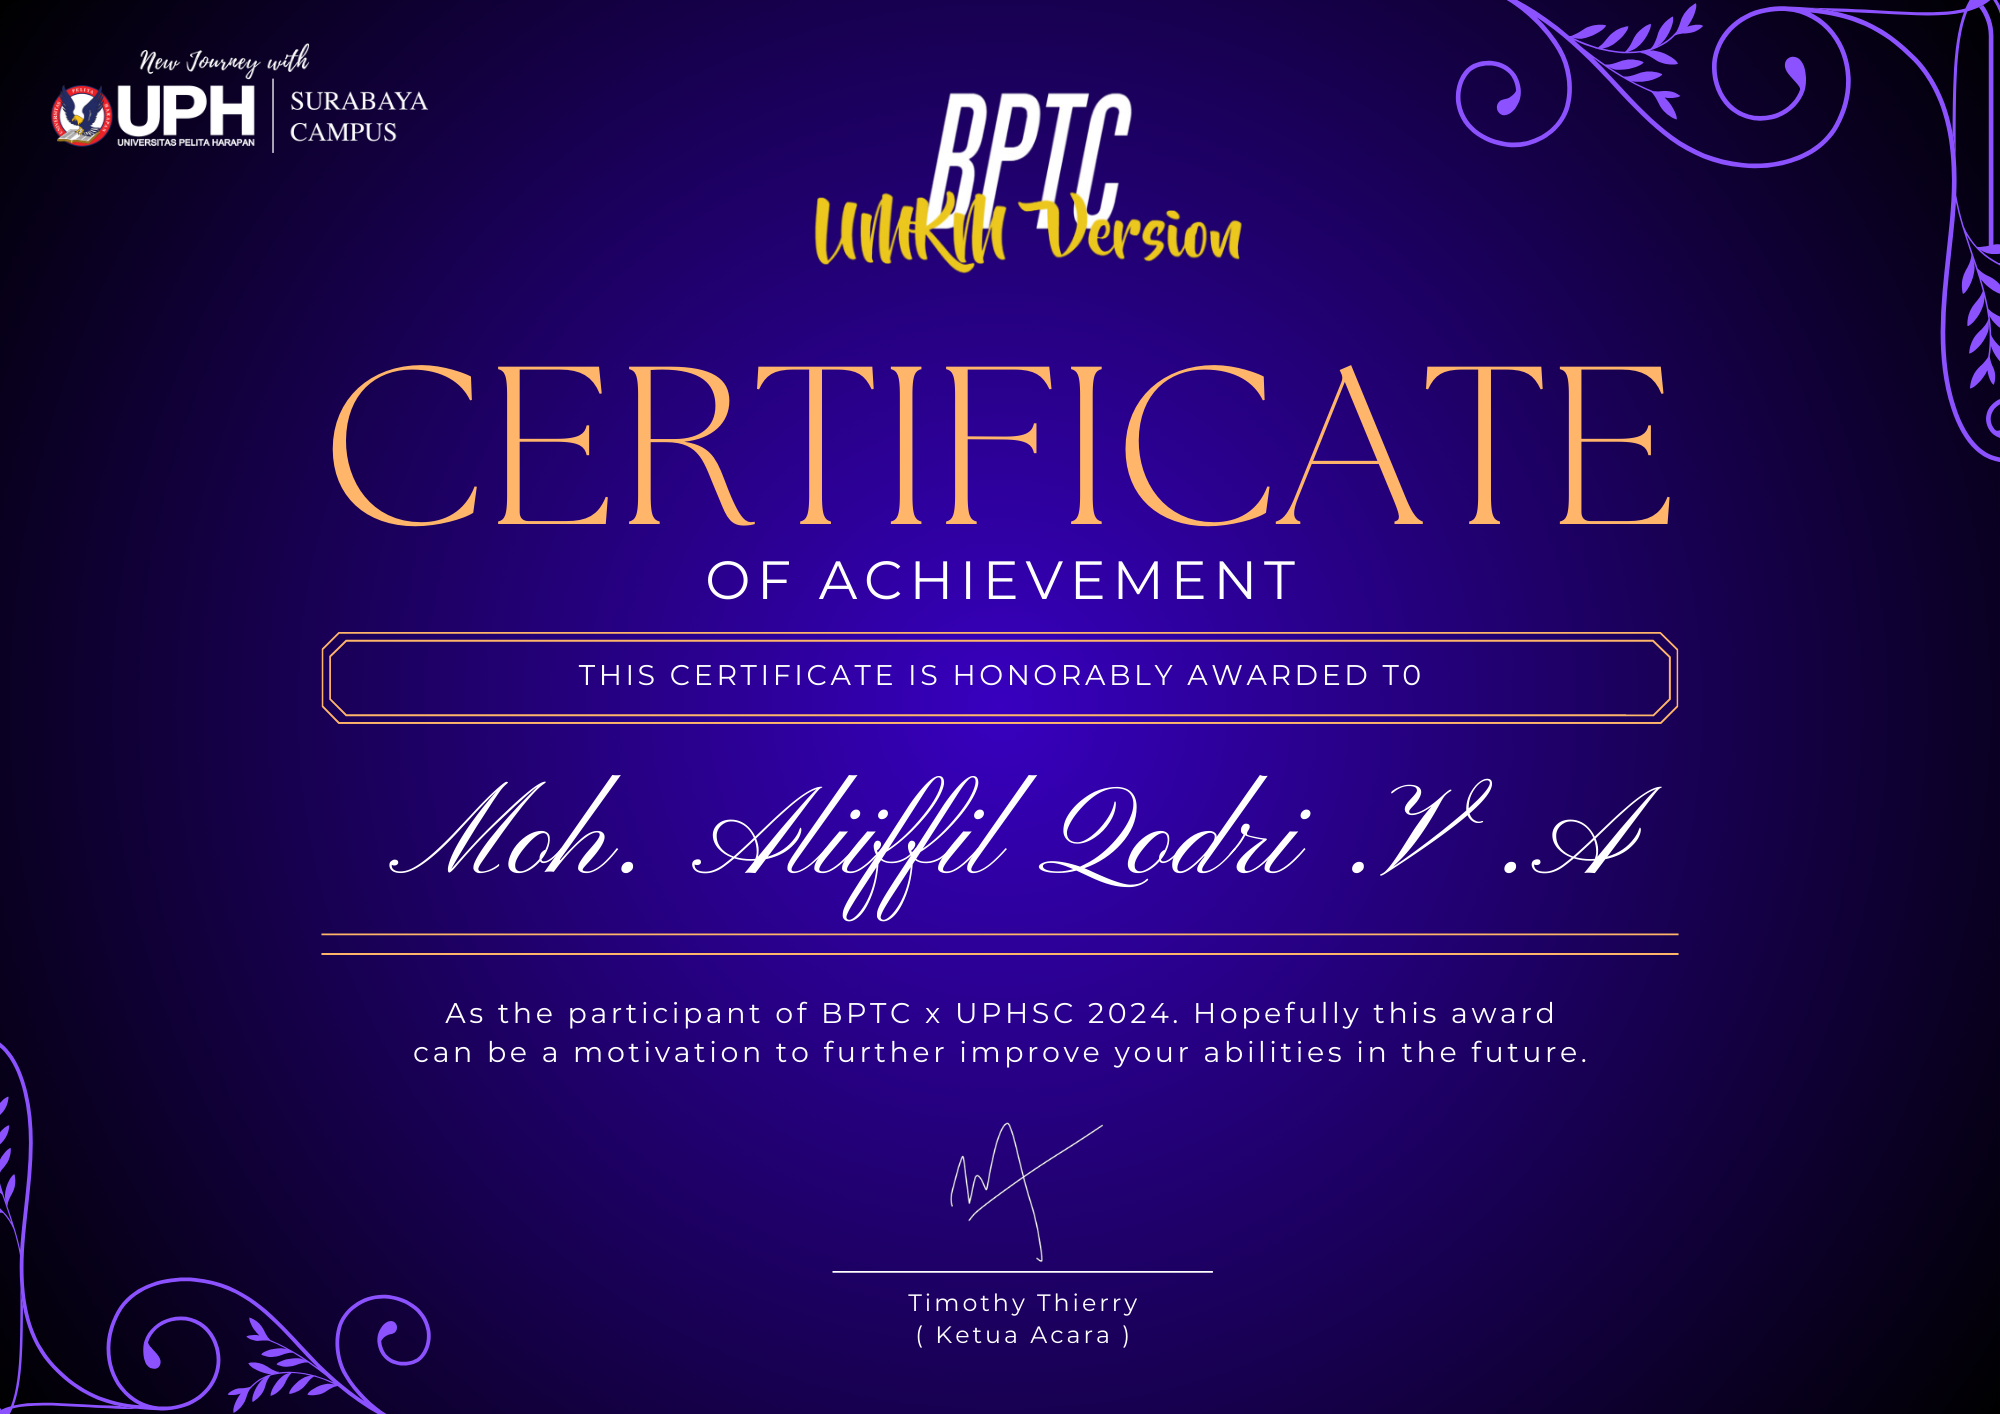 New Journey with
UPH
UNIVERSITAS PELITA HARAPAN
SURABAYA
CAMPUS
BPTC
UMKM Version
CERTIFICATE
OF ACHIEVEMENT
THIS CERTIFICATE IS HONORABLY AWARDED T0
Moh. Aliiffil Qodri .V .A
As the participant of BPTC x UPHSC 2024. Hopefully this award
can be a motivation to further improve your abilities in the future.
Timothy Thierry
( Ketua Acara )